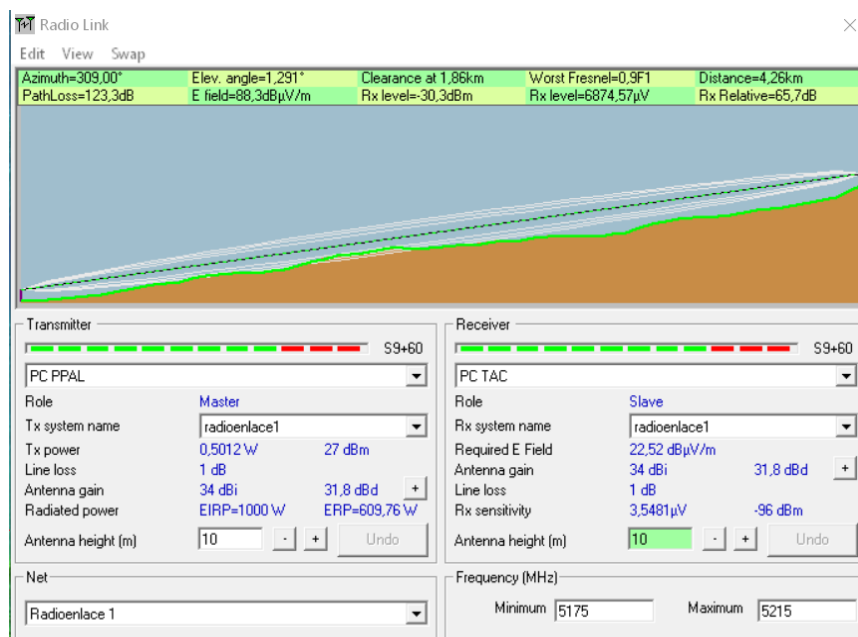 Radio Link
Edit View Swap
Azimuth=309,00° Elev. angle=1,291° Clearance at 1,86km Worst Fresnel=0,9F1 Distance=4,26km
PathLoss=123,3dB E field=88,3dBµV/m Rx level=-30,3dBm Rx level=6874,57µV Rx Relative=65,7dB
Transmitter
S9+60
PC PPAL
Role Master
Tx system name radioenlace1
Tx power 0,5012 W 27 dBm
Line loss 1 dB
Antenna gain 34 dBi 31,8 dBd +
Radiated power EIRP=1000 W ERP=609,76 W
Antenna height (m) 10 - + Undo
Receiver
S9+60
PC TAC
Role Slave
Rx system name radioenlace1
Required E Field 22,52 dBµV/m
Antenna gain 34 dBi 31,8 dBd +
Line loss 1 dB
Rx sensitivity 3,5481µV -96 dBm
Antenna height (m) 10 - + Undo
Net
Radioenlace 1
Frequency (MHz)
Minimum 5175 Maximum 5215